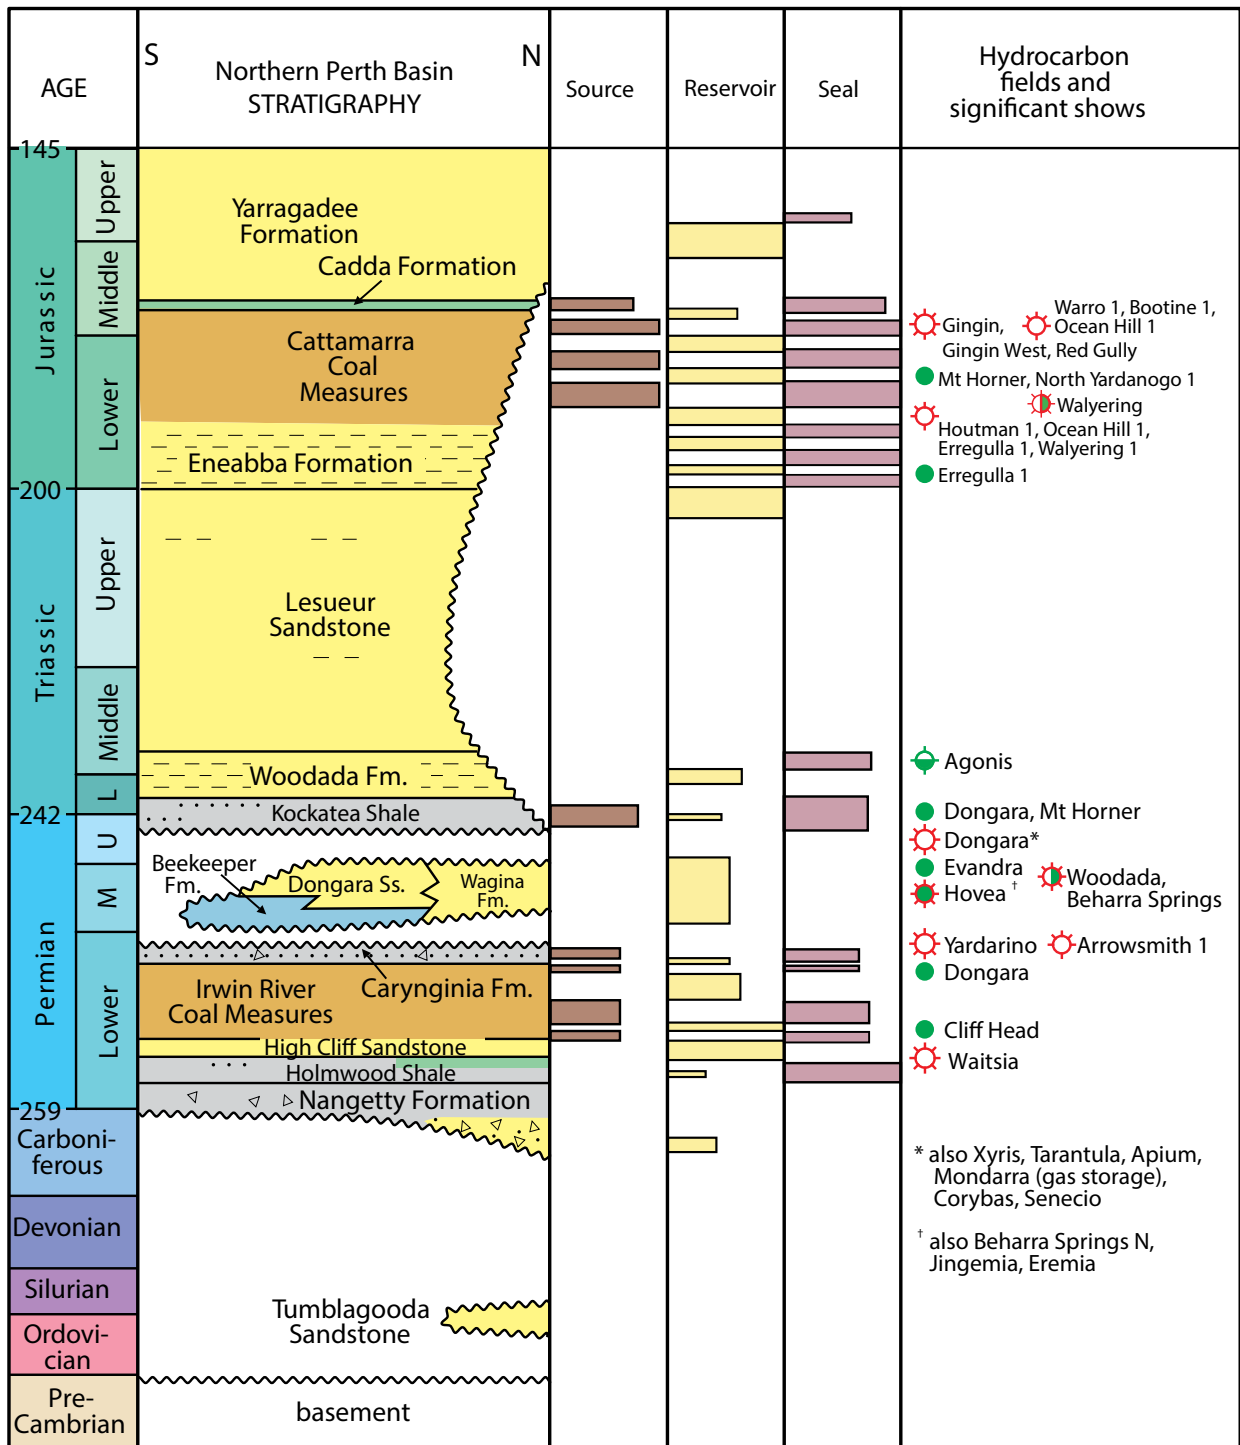 AGE
S
N
Northern Perth Basin
STRATIGRAPHY
Source
Reservoir
Seal
Hydrocarbon
fields and
significant shows
145
200
242
259
Jurassic
Triassic
Permian
Upper
Middle
Lower
Upper
Middle
L
U
M
Lower
Carboni-
ferous
Devonian
Silurian
Ordovi-
cian
Pre-
Cambrian
Yarragadee
Formation
Cadda Formation
Cattamarra
Coal
Measures
Eneabba Formation
Lesueur
Sandstone
Woodada Fm.
Kockatea Shale
Beekeeper
Fm.
Dongara Ss.
Wagina
Fm.
Carynginia Fm.
Irwin River
Coal Measures
High Cliff Sandstone
Holmwood Shale
Nangetty Formation
Tumblagooda
Sandstone
basement
Gingin,
Gingin West, Red Gully
Warro 1, Bootine 1,
Ocean Hill 1
Mt Horner, North Yardanogo 1
Walyering
Houtman 1, Ocean Hill 1,
Erregulla 1, Walyering 1
Erregulla 1
Agonis
Dongara, Mt Horner
Dongara*
Evandra
Hovea †
Woodada,
Beharra Springs
Yardarino
Arrowsmith 1
Dongara
Cliff Head
Waitsia
* also Xyris, Tarantula, Apium,
Mondarra (gas storage),
Corybas, Senecio
† also Beharra Springs N,
Jingemia, Eremia